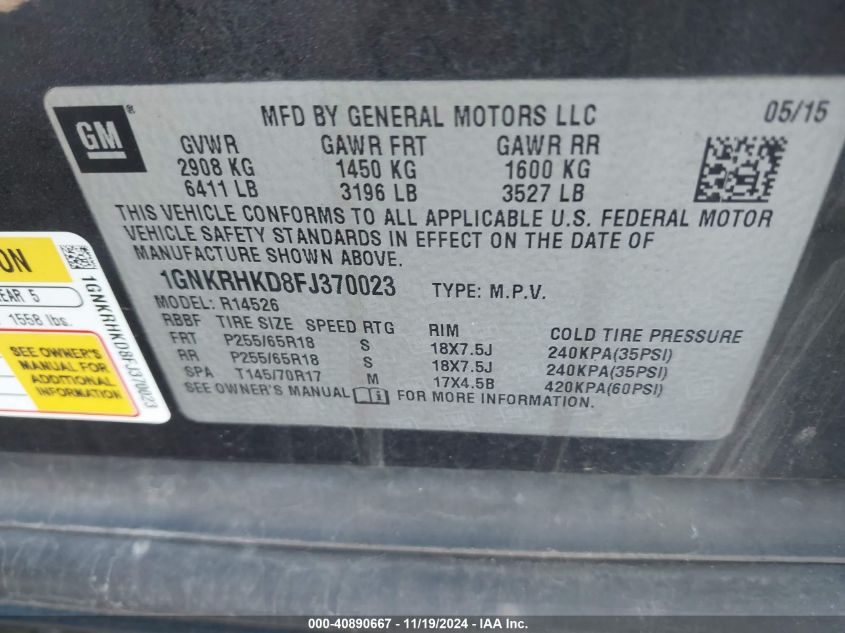 GM ®
MFD BY GENERAL MOTORS LLC 05/15
GVWR GAWR FRT GAWR RR
2908 KG 1450 KG 1600 KG
6411 LB 3196 LB 3527 LB
THIS VEHICLE CONFORMS TO ALL APPLICABLE U.S. FEDERAL MOTOR
VEHICLE SAFETY STANDARDS IN EFFECT ON THE DATE OF
MANUFACTURE SHOWN ABOVE.
1GNKRHKD8FJ370023 TYPE: M.P.V.
MODEL: R14526
RBBF TIRE SIZE SPEED RTG RIM COLD TIRE PRESSURE
FRT P255/65R18 S 18X7.5J 240KPA(35PSI)
RR P255/65R18 S 18X7.5J 240KPA(35PSI)
SPA T145/70R17 M 17X4.5B 420KPA(60PSI)
SEE OWNER'S MANUAL FOR MORE INFORMATION.
ON
EAR 5
1558 lbs.
SEE OWNER'S
MANUAL FOR
ADDITIONAL
INFORMATION
1GNKRHKD8FJ370023
000-40890667 - 11/19/2024 - IAA Inc.